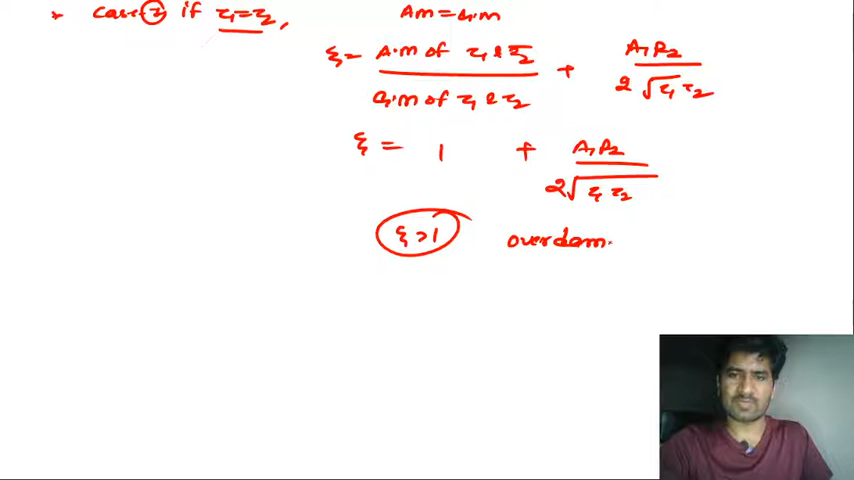 * case ② if τ₁=τ₂, Am=G.m
ξ = A.m of τ₁ & τ₂ / G.m of τ₁ & τ₂ + A₁R₂ / 2√τ₁τ₂
ξ = 1 + A₁R₂ / 2√τ₁τ₂
ξ>1 overdam